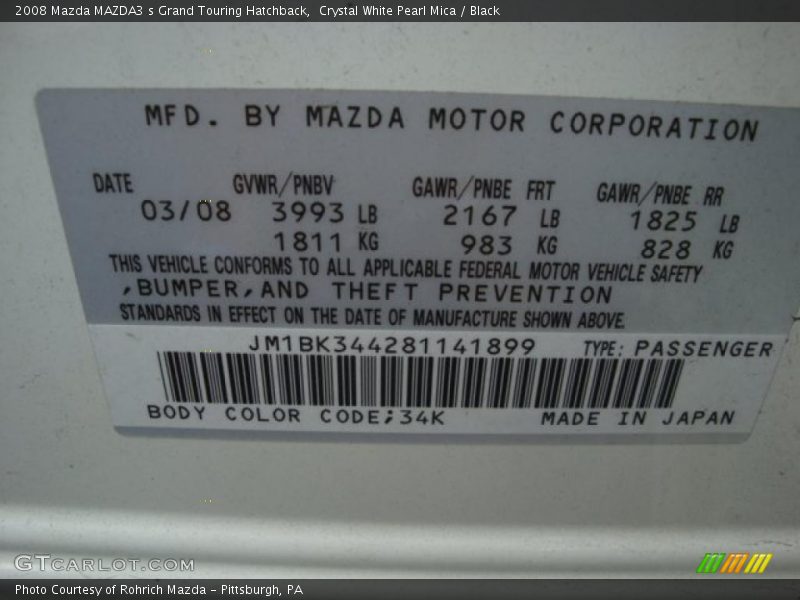 2008 Mazda MAZDA3 s Grand Touring Hatchback, Crystal White Pearl Mica / Black
MFD. BY MAZDA MOTOR CORPORATION
DATE GVWR/PNBV GAWR/PNBE FRT GAWR/PNBE RR
03/08 3993 LB 2167 LB 1825 LB
1811 KG 983 KG 828 KG
THIS VEHICLE CONFORMS TO ALL APPLICABLE FEDERAL MOTOR VEHICLE SAFETY
,BUMPER,AND THEFT PREVENTION
STANDARDS IN EFFECT ON THE DATE OF MANUFACTURE SHOWN ABOVE.
JM1BK344281141899 TYPE: PASSENGER
BODY COLOR CODE;34K MADE IN JAPAN
GTCARLOT.COM
Photo Courtesy of Rohrich Mazda - Pittsburgh, PA